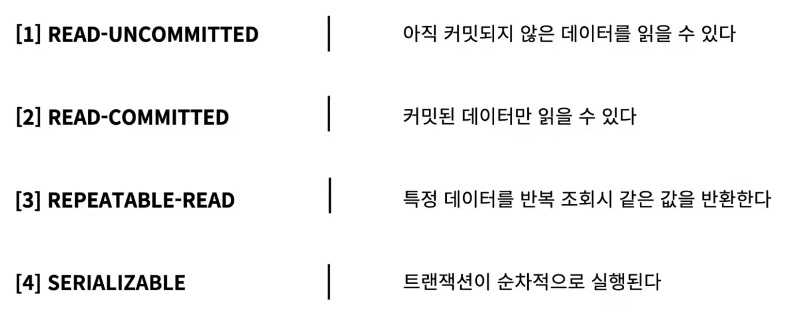 [1] READ-UNCOMMITTED | 아직 커밋되지 않은 데이터를 읽을 수 있다
[2] READ-COMMITTED | 커밋된 데이터만 읽을 수 있다
[3] REPEATABLE-READ | 특정 데이터를 반복 조회시 같은 값을 반환한다
[4] SERIALIZABLE | 트랜잭션이 순차적으로 실행된다